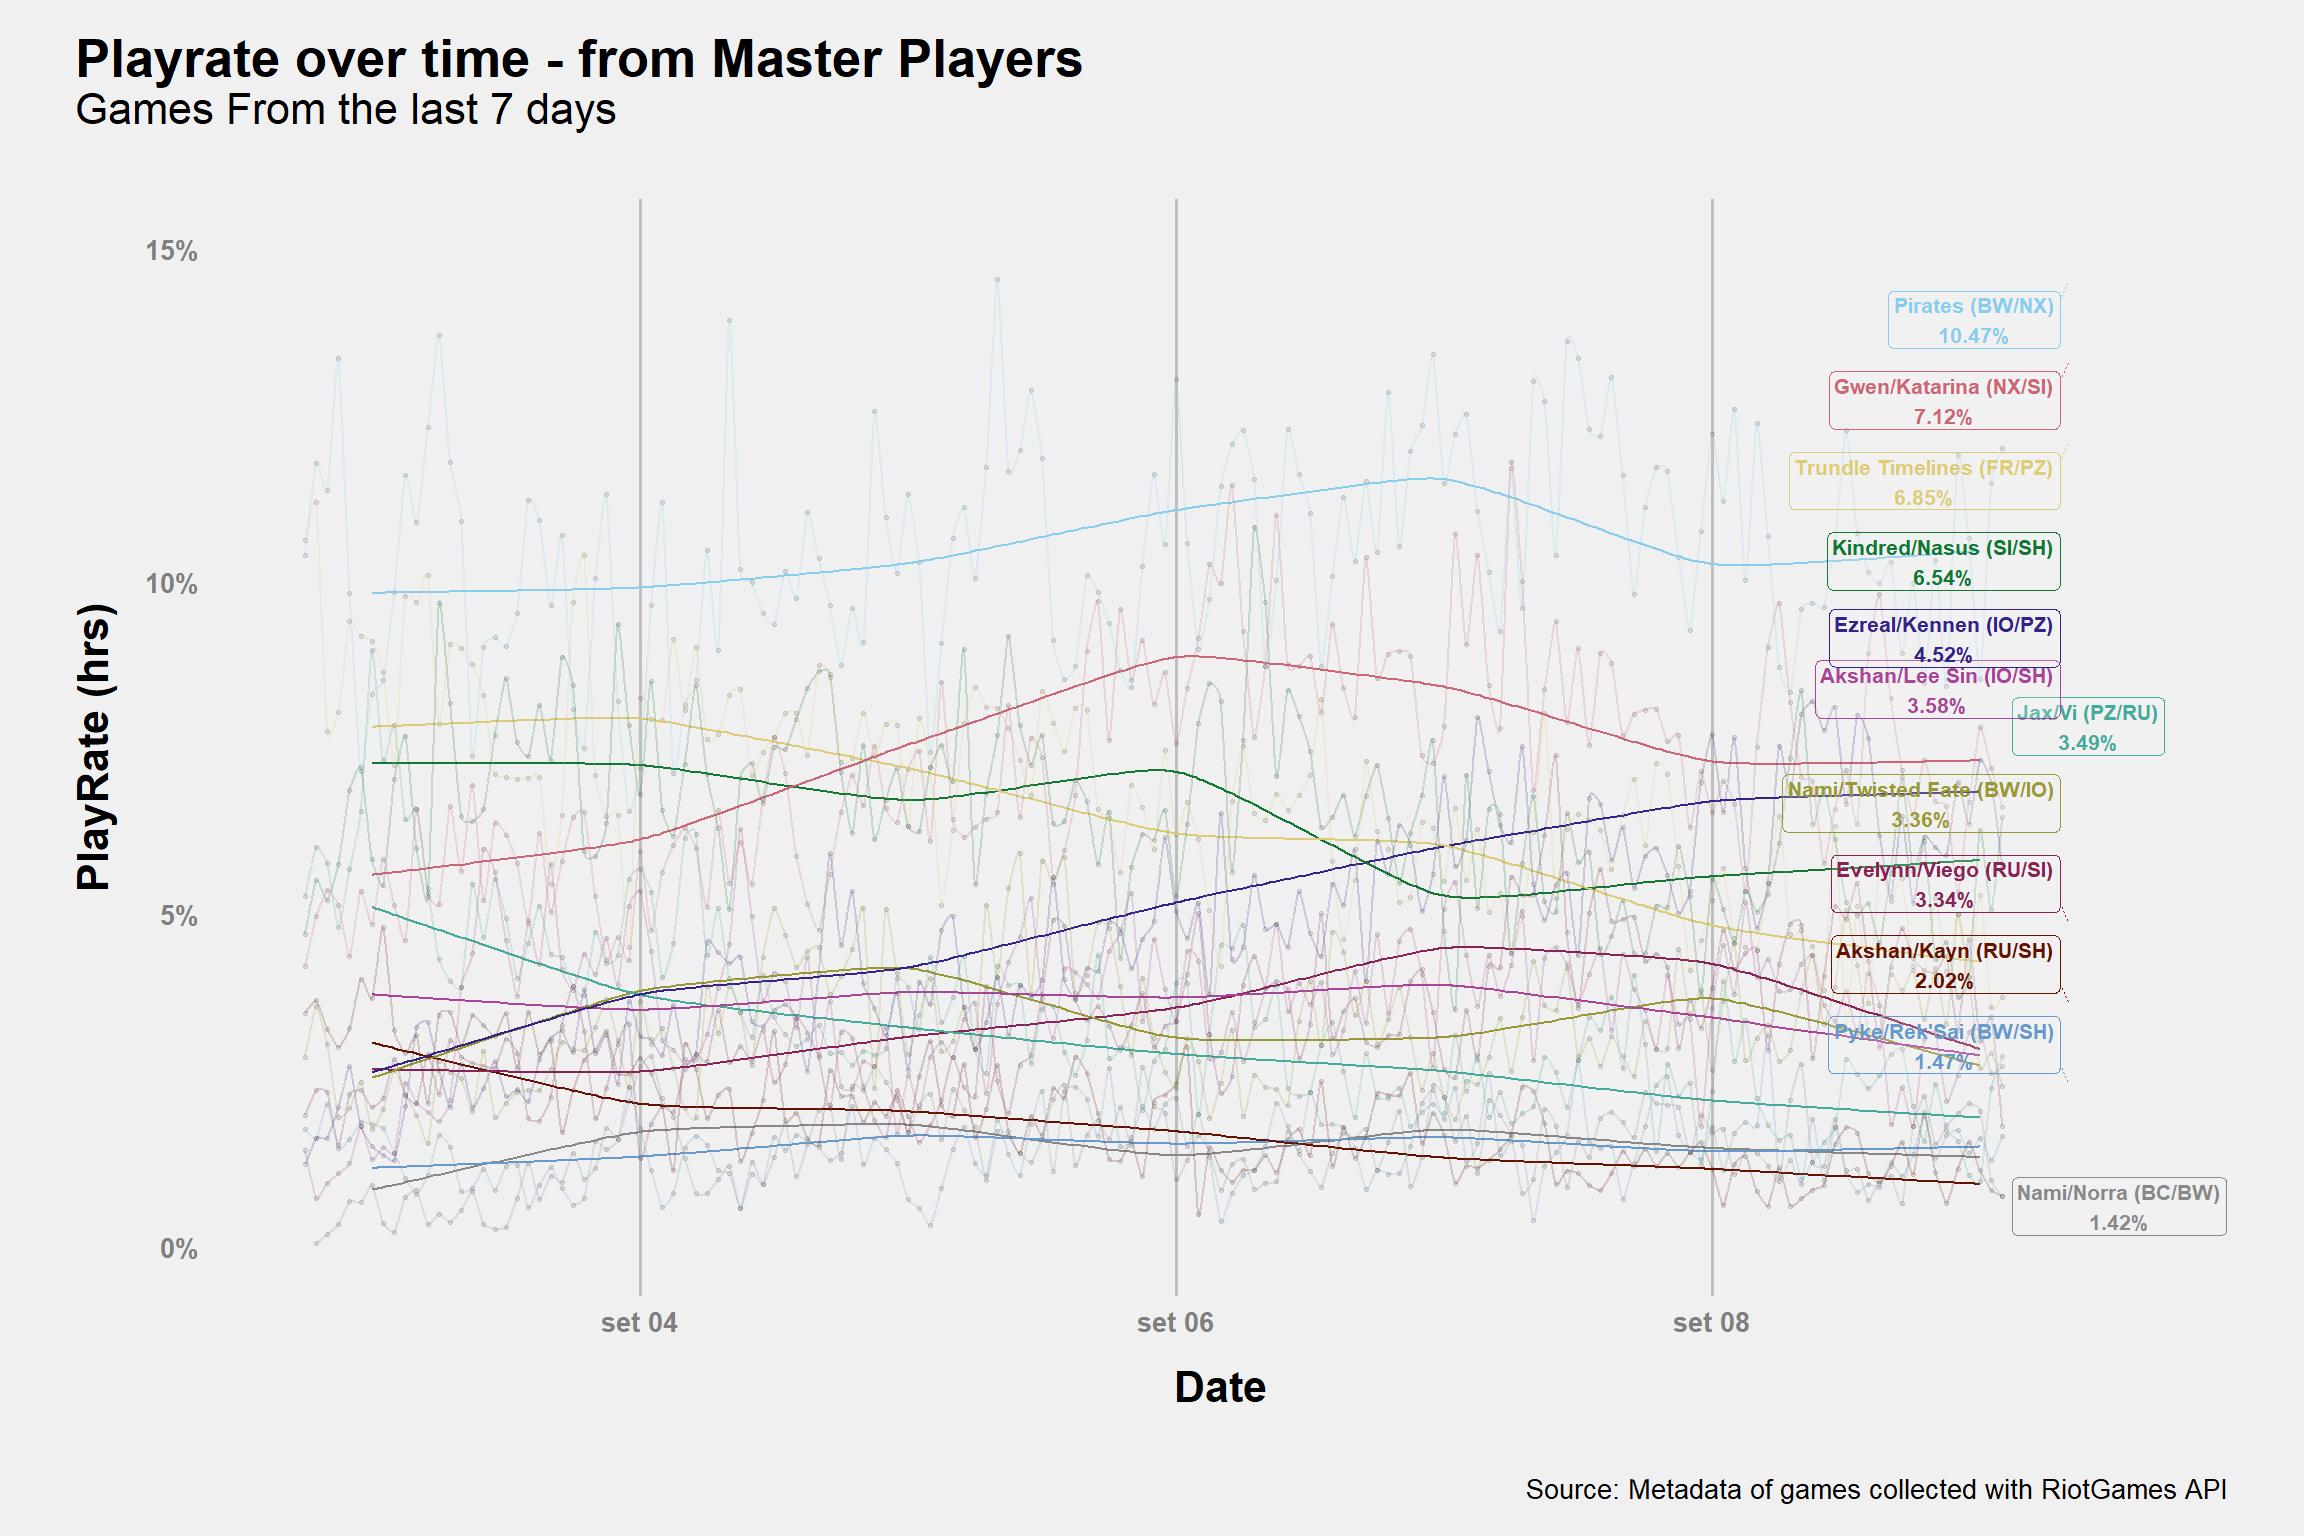 Playrate over time - from Master Players
Games From the last 7 days
15%
10%
5%
0%
PlayRate (hrs)
Pirates (BW/NX)
10.47%
Gwen/Katarina (NX/SI)
7.12%
Trundle Timelines (FR/PZ)
6.85%
Kindred/Nasus (SI/SH)
6.54%
Ezreal/Kennen (IO/PZ)
4.52%
Akshan/Lee Sin (IO/SH)
3.58%
Jax/Vi (PZ/RU)
3.49%
Nami/Twisted Fate (BW/IO)
3.36%
Evelynn/Viego (RU/SI)
3.34%
Akshan/Kayn (RU/SH)
2.02%
Pyke/Rek'Sai (BW/SH)
1.47%
Nami/Norra (BC/BW)
1.42%
set 04
set 06
set 08
Date
Source: Metadata of games collected with RiotGames API